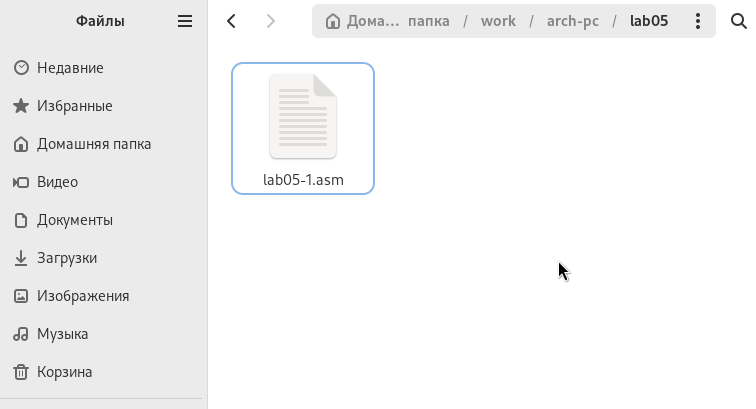 Файлы
Дома… папка / work / arch-pc / lab05
Недавние
Избранные
Домашняя папка
Видео
Документы
Загрузки
Изображения
Музыка
Корзина
lab05-1.asm